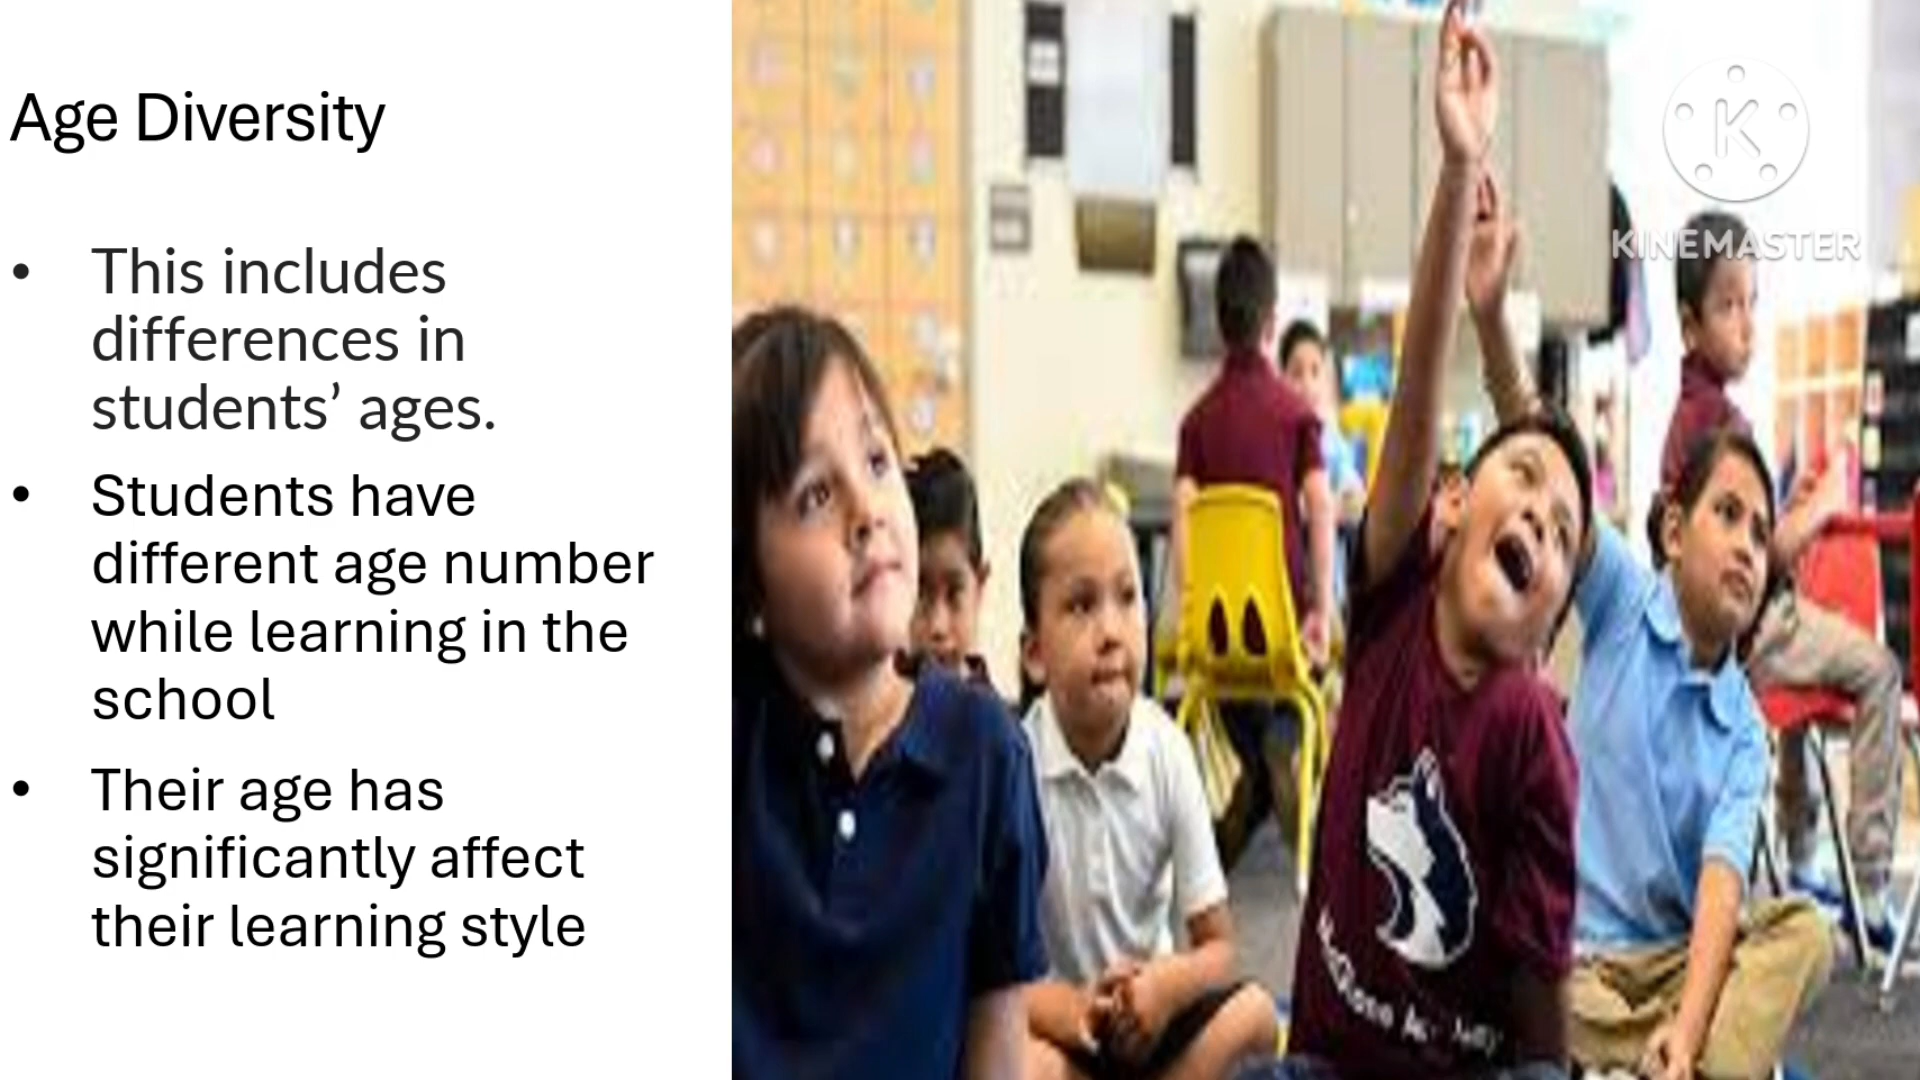 Age Diversity
• This includes
differences in
students’ ages.
• Students have
different age number
while learning in the
school
• Their age has
significantly affect
their learning style
K
KINEMASTER